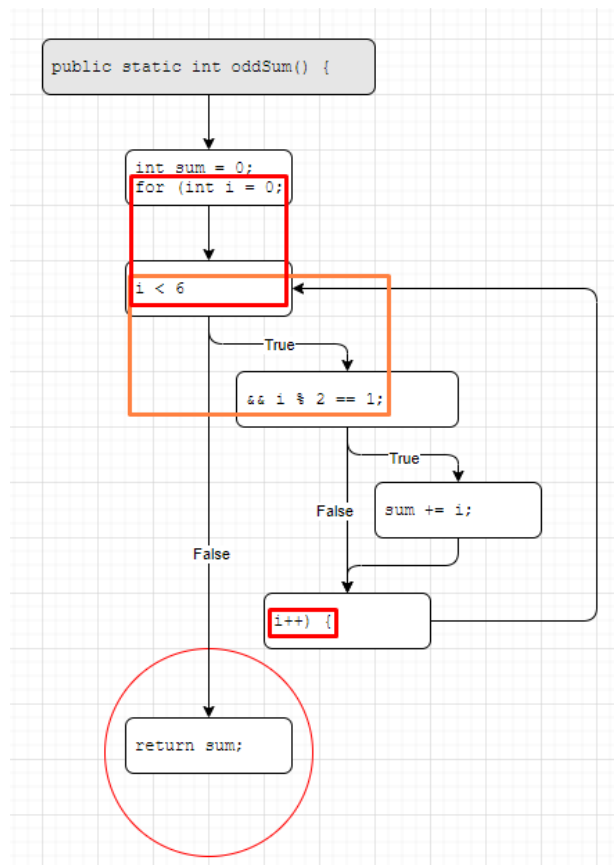 public static int oddSum() {
int sum = 0;
for (int i = 0;
i < 6
True
&& i % 2 == 1;
True
sum += i;
False
False
i++) {
return sum;